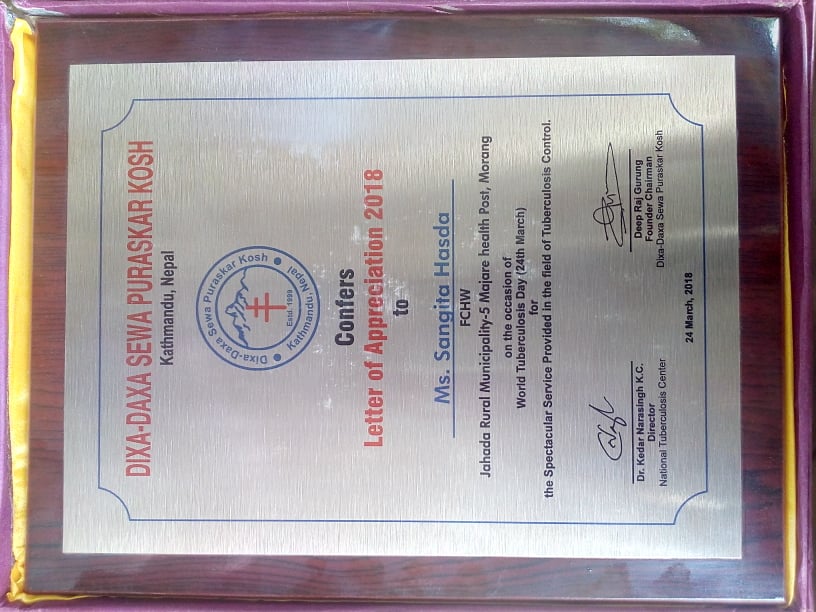 DIXA-DAXA SEWA PURASKAR KOSH
Kathmandu, Nepal
Dixa-Daxa Sewa Puraskar Kosh
Estd. 1999
Kathmandu, Nepal
Confers
Letter of Appreciation 2018
to
Ms. Sangita Hasda
FCHW
Jahada Rural Municipality-5 Majare health Post, Morang
on the occasion of
World Tuberculosis Day (24th March)
for
the Spectacular Service Provided in the field of Tuberculosis Control.
Dr. Kedar Narasingh K.C.
Director
National Tuberculosis Center
Deep Raj Gurung
Founder Chairman
Dixa-Daxa Sewa Puraskar Kosh
24 March, 2018